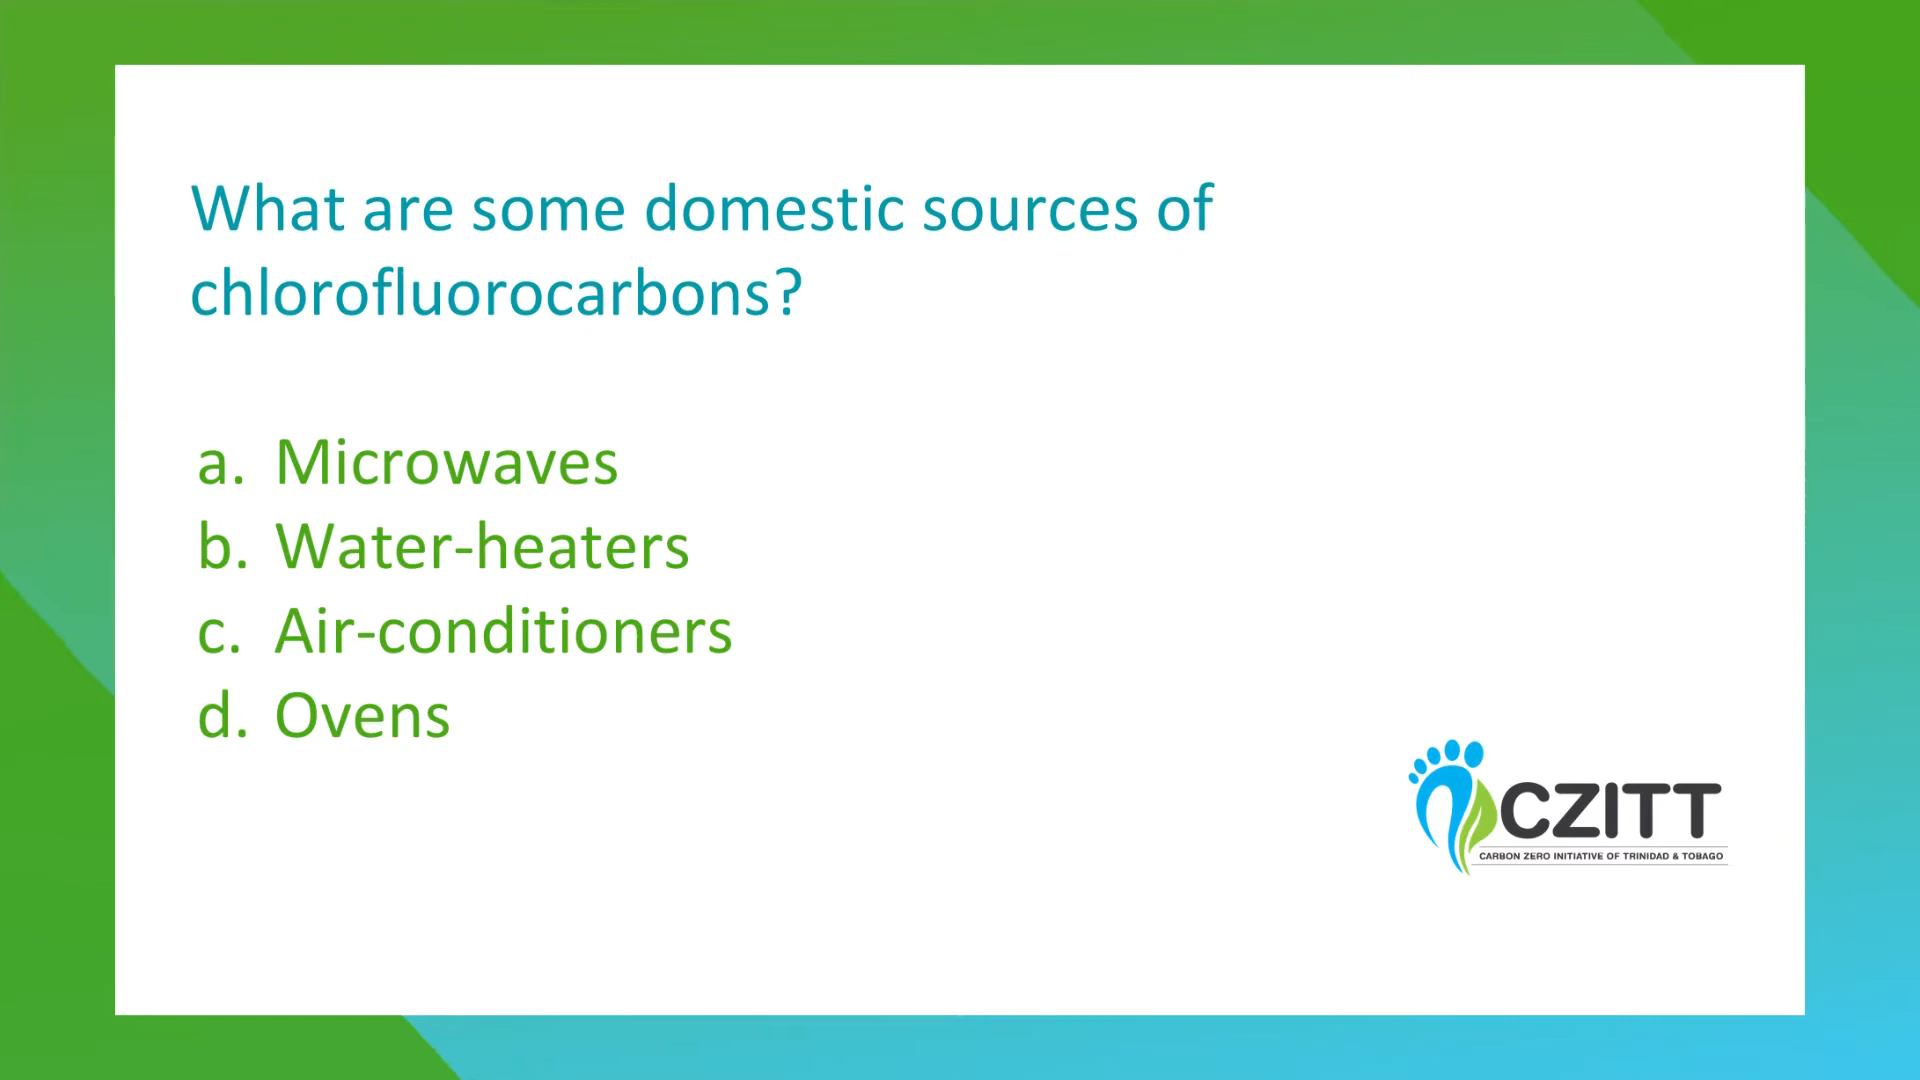 What are some domestic sources of
chlorofluorocarbons?
a. Microwaves
b. Water-heaters
c. Air-conditioners
d. Ovens
CZITT
CARBON ZERO INITIATIVE OF TRINIDAD & TOBAGO